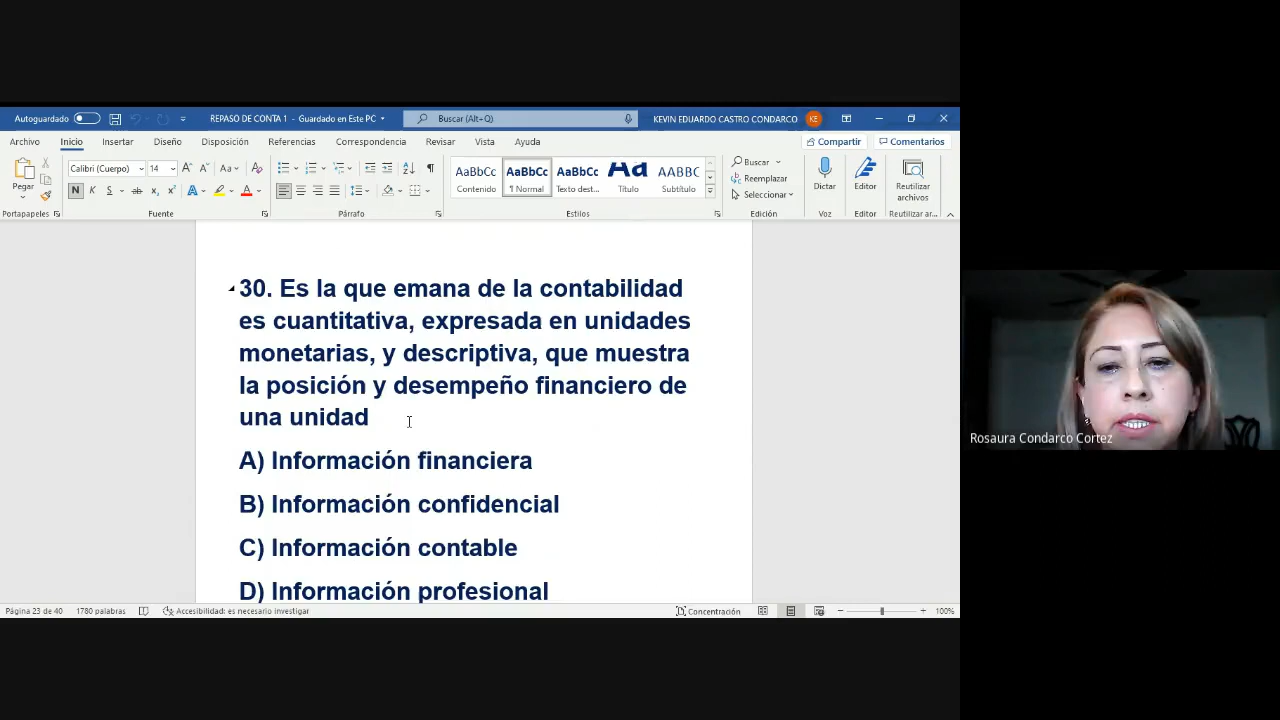 Autoguardado
REPASO DE CONTA 1 - Guardado en Este PC
Buscar (Alt+Q)
KEVIN EDUARDO CASTRO CONDARCO
KE
Archivo
Inicio
Insertar
Diseño
Disposición
Referencias
Correspondencia
Revisar
Vista
Ayuda
Compartir
Comentarios
Pegar
Calibri (Cuerpo)
14
AaBbCc
Contenido
AaBbCc
¶ Normal
AaBbCc
Texto dest...
Título
AABBC
Subtítulo
Buscar
Reemplazar
Seleccionar
Dictar
Editor
Reutilizar
archivos
Portapapeles
Fuente
Párrafo
Estilos
Edición
Voz
Editor
Reutilizar ar...
30. Es la que emana de la contabilidad
es cuantitativa, expresada en unidades
monetarias, y descriptiva, que muestra
la posición y desempeño financiero de
una unidad
A) Información financiera
B) Información confidencial
C) Información contable
D) Información profesional
Rosaura Condarco Cortez
Página 23 de 40
1780 palabras
Accesibilidad: es necesario investigar
Concentración
100%